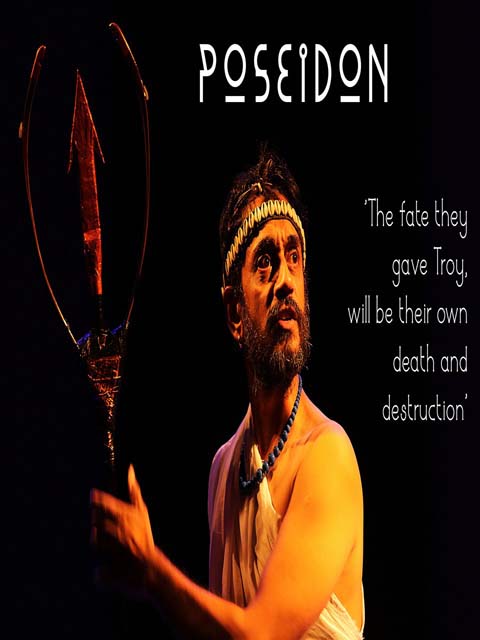 POSEIDON
'The fate they
gave Troy,
will be their own
death and
destruction'